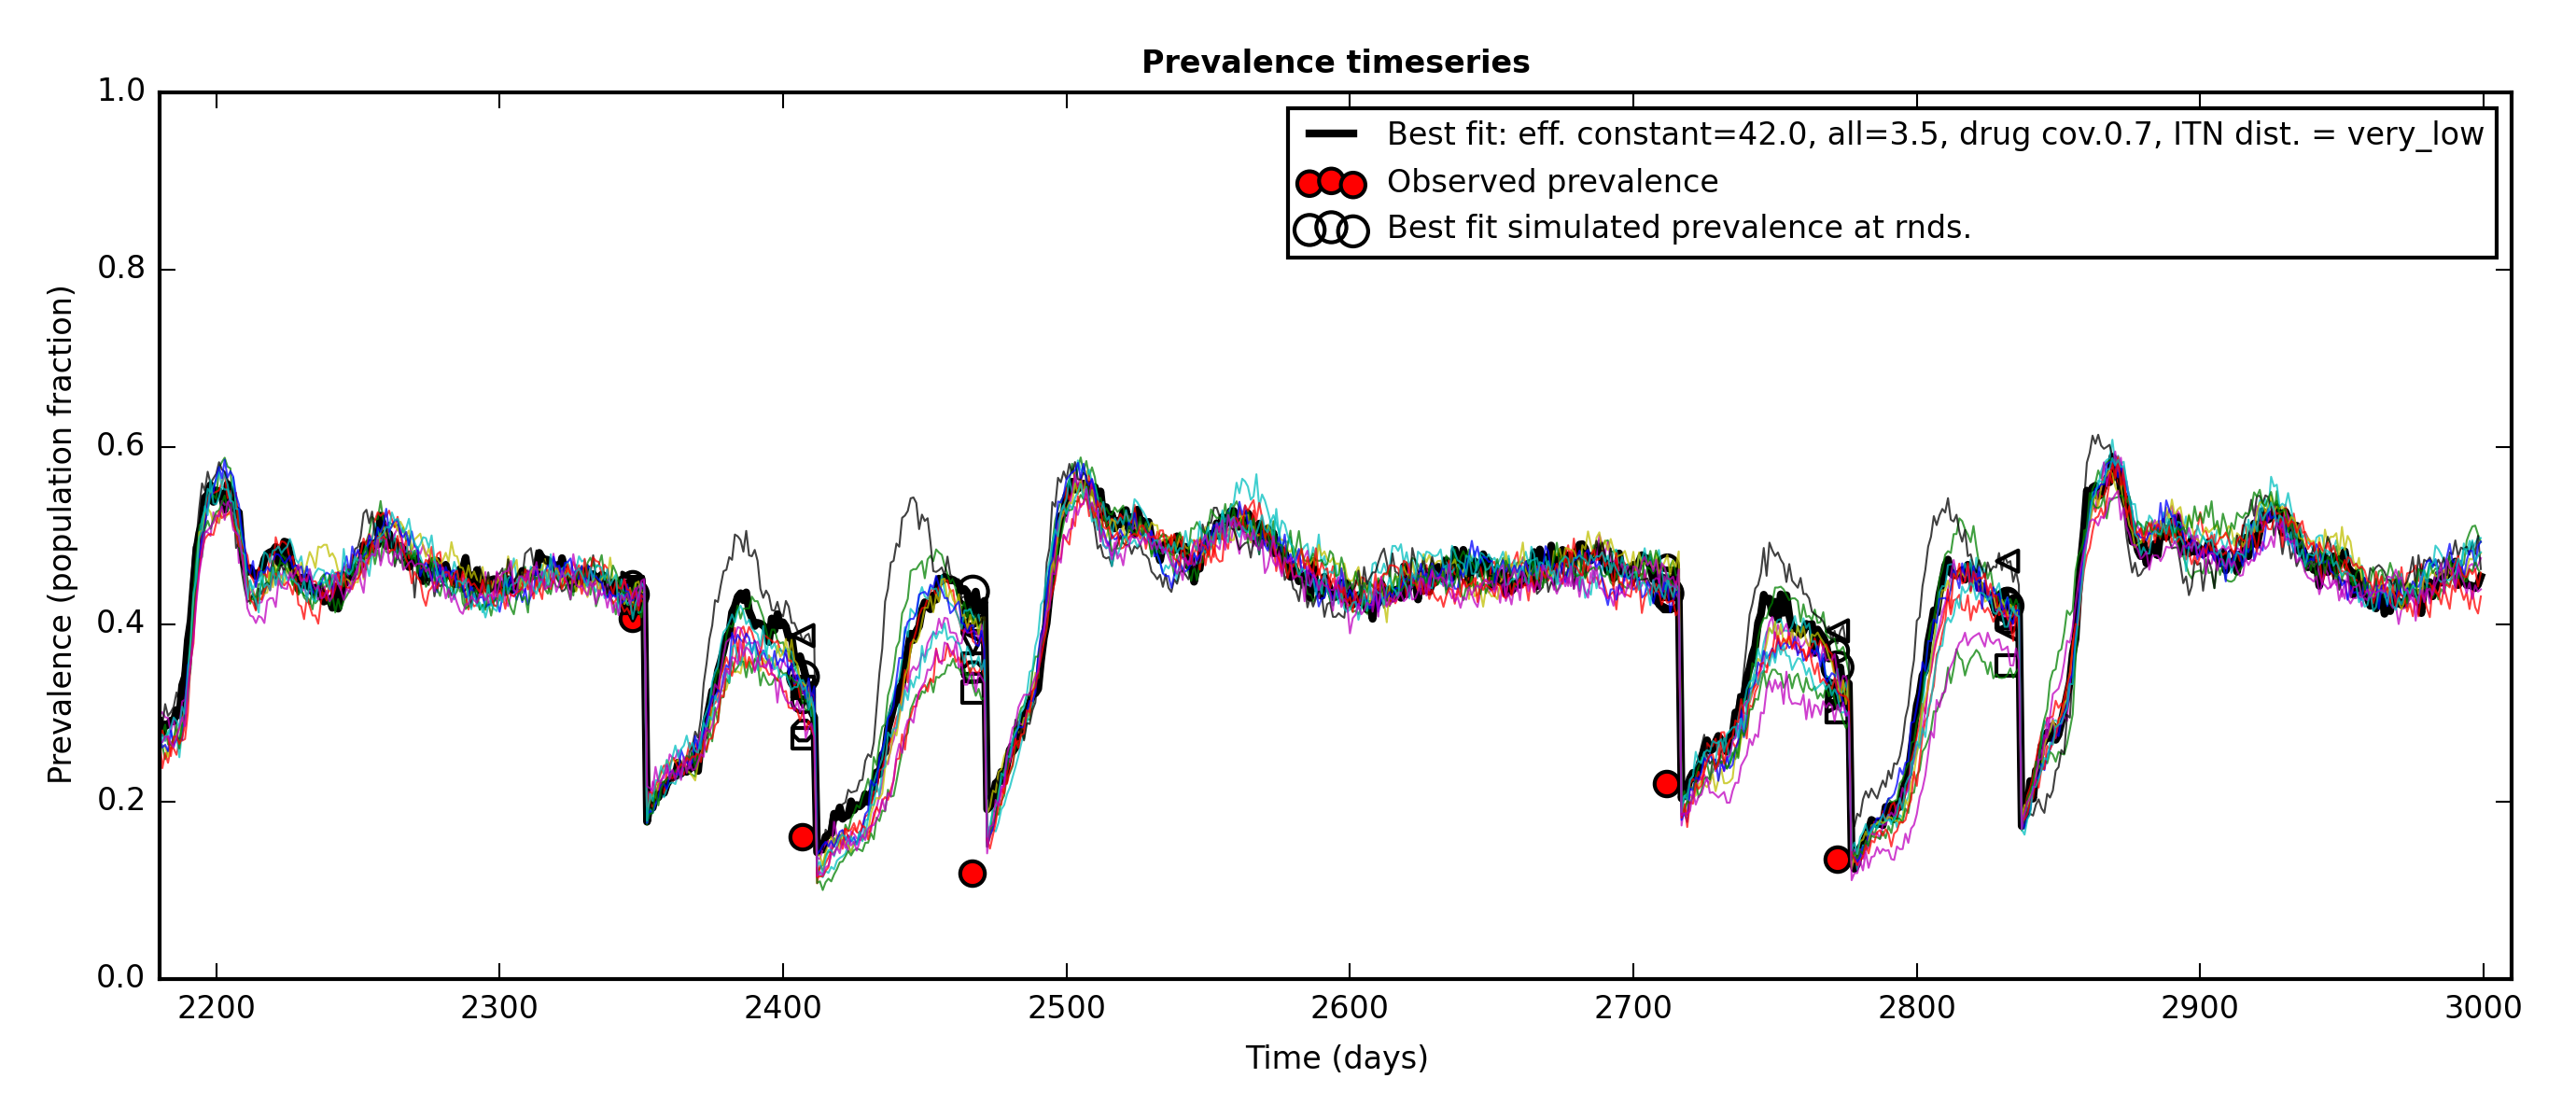 Prevalence timeseries
Best fit: eff. constant=42.0, all=3.5, drug cov.0.7, ITN dist. = very_low
Observed prevalence
Best fit simulated prevalence at rnds.
Prevalence (population fraction)
1.0
0.8
0.6
0.4
0.2
0.0
2200 2300 2400 2500 2600 2700 2800 2900 3000
Time (days)